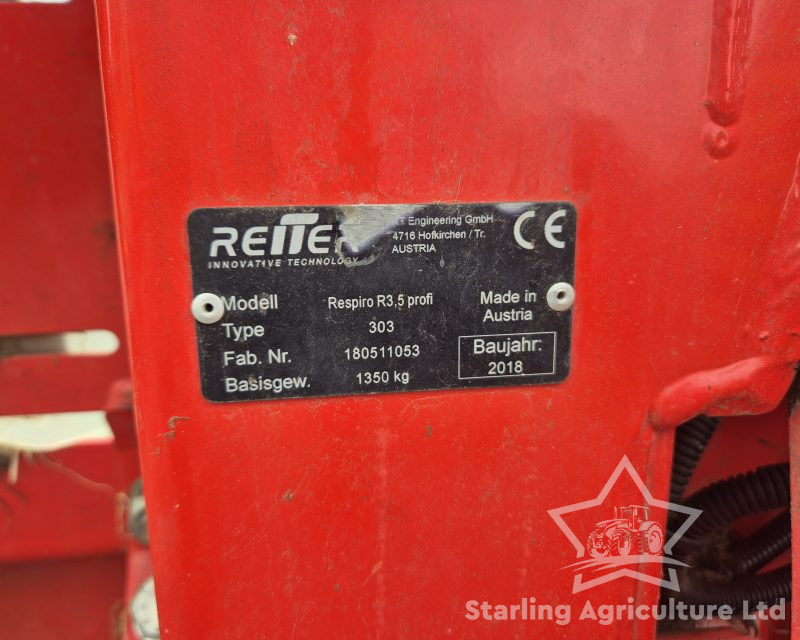 REITER
INNOVATIVE TECHNOLOGY
RT Engineering GmbH
4716 Hofkirchen / Tr.
AUSTRIA
CE
Modell Respiro R3,5 profi
Made in
Austria
Type 303
Fab. Nr. 180511053
Basisgew. 1350 kg
Baujahr:
2018
Starling Agriculture Ltd